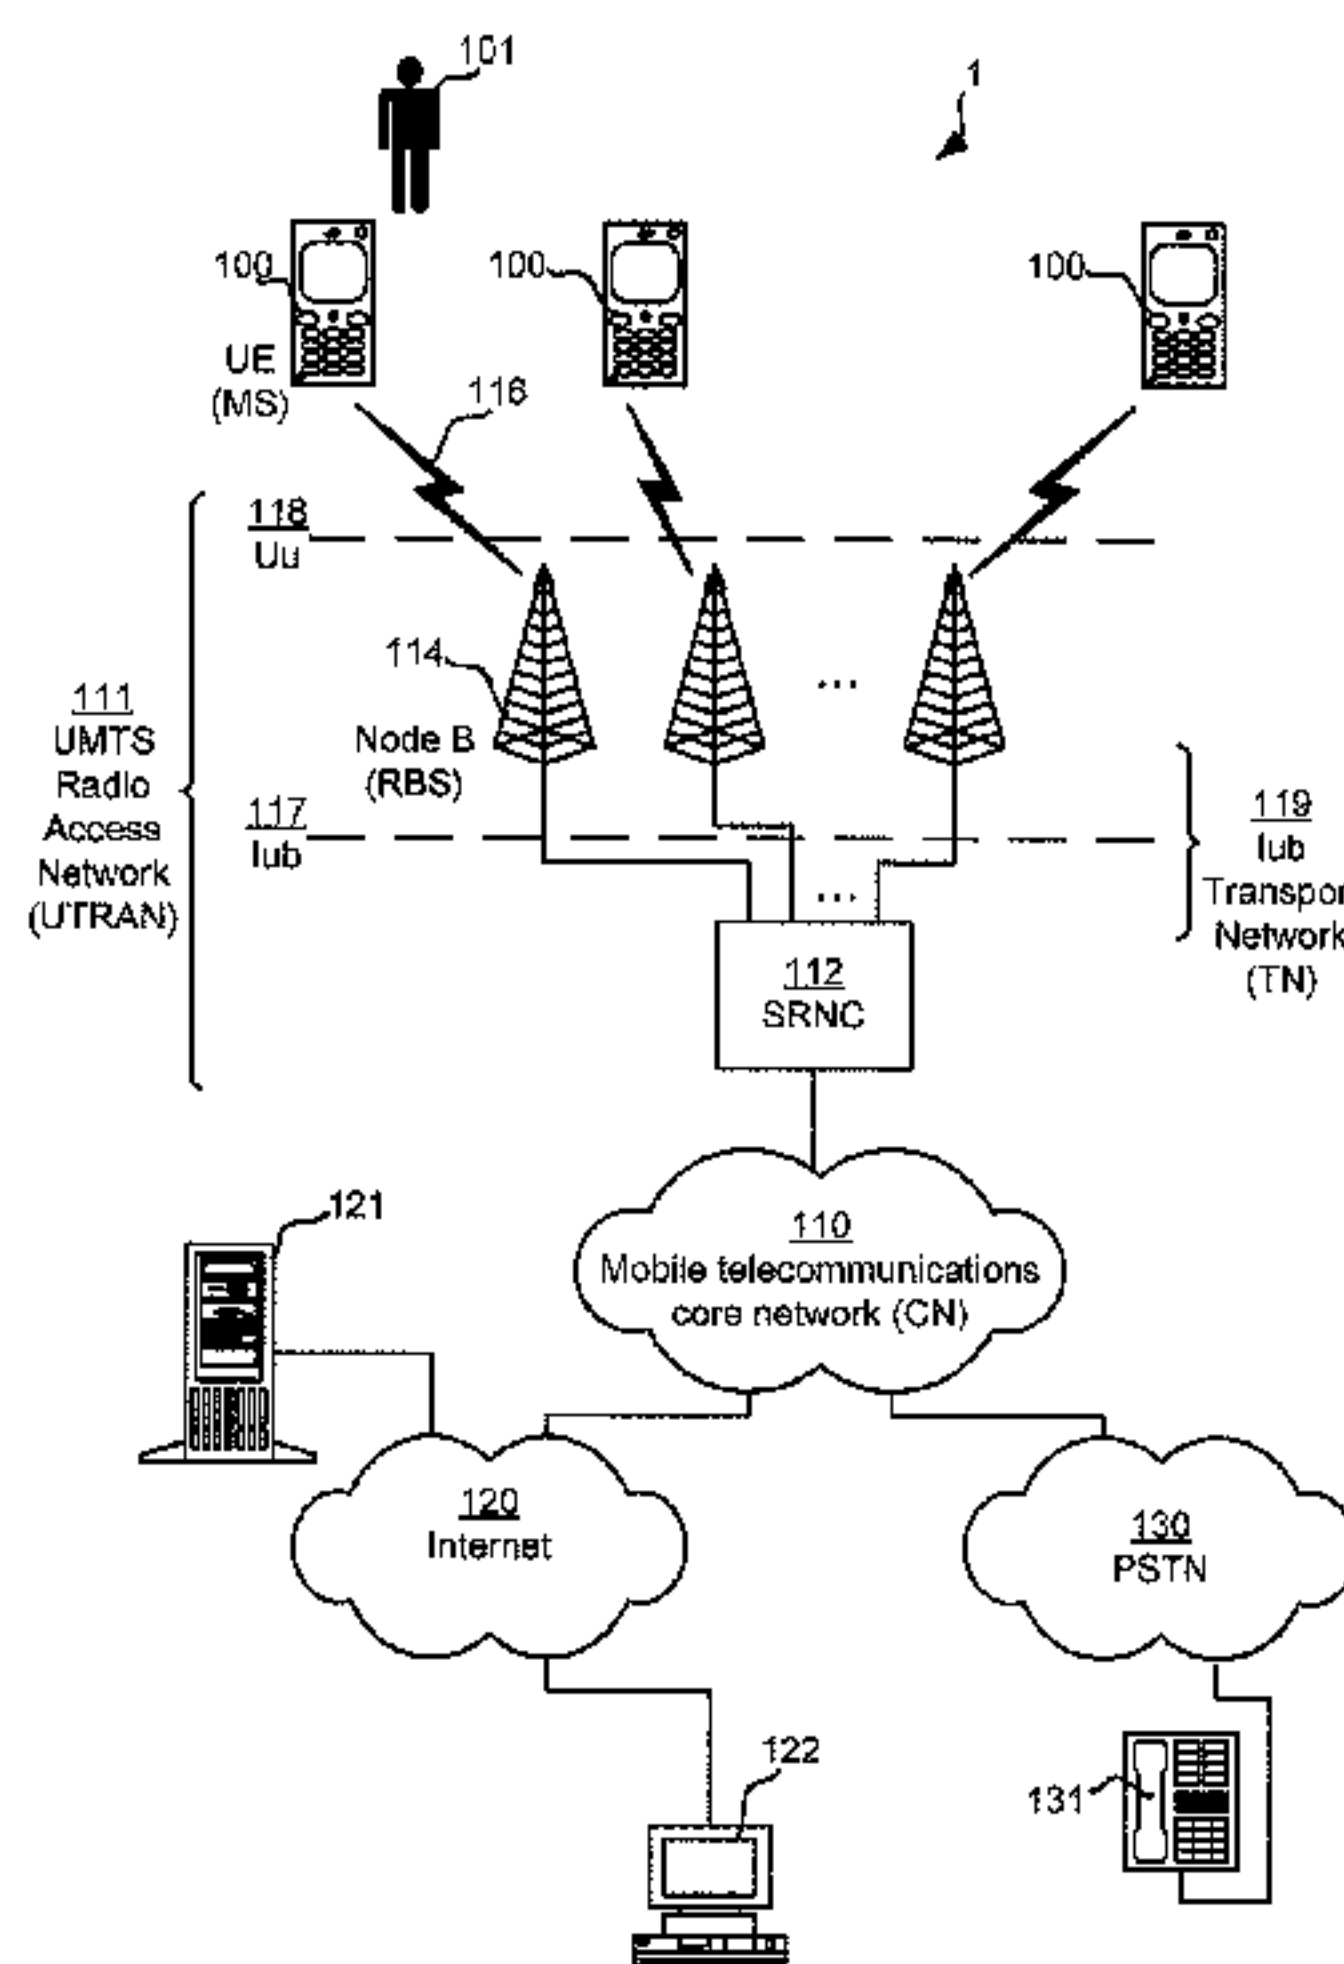 101
1
100
100
100
UE
(MS)
116
118
Uu
114
111
UMTS
Radio
Access
Network
(UTRAN)
Node B
(RBS)
117
Iub
119
Iub
Transpor
Network
(TN)
...
...
112
SRNC
121
110
Mobile telecommunications
core network (CN)
120
Internet
130
PSTN
122
131